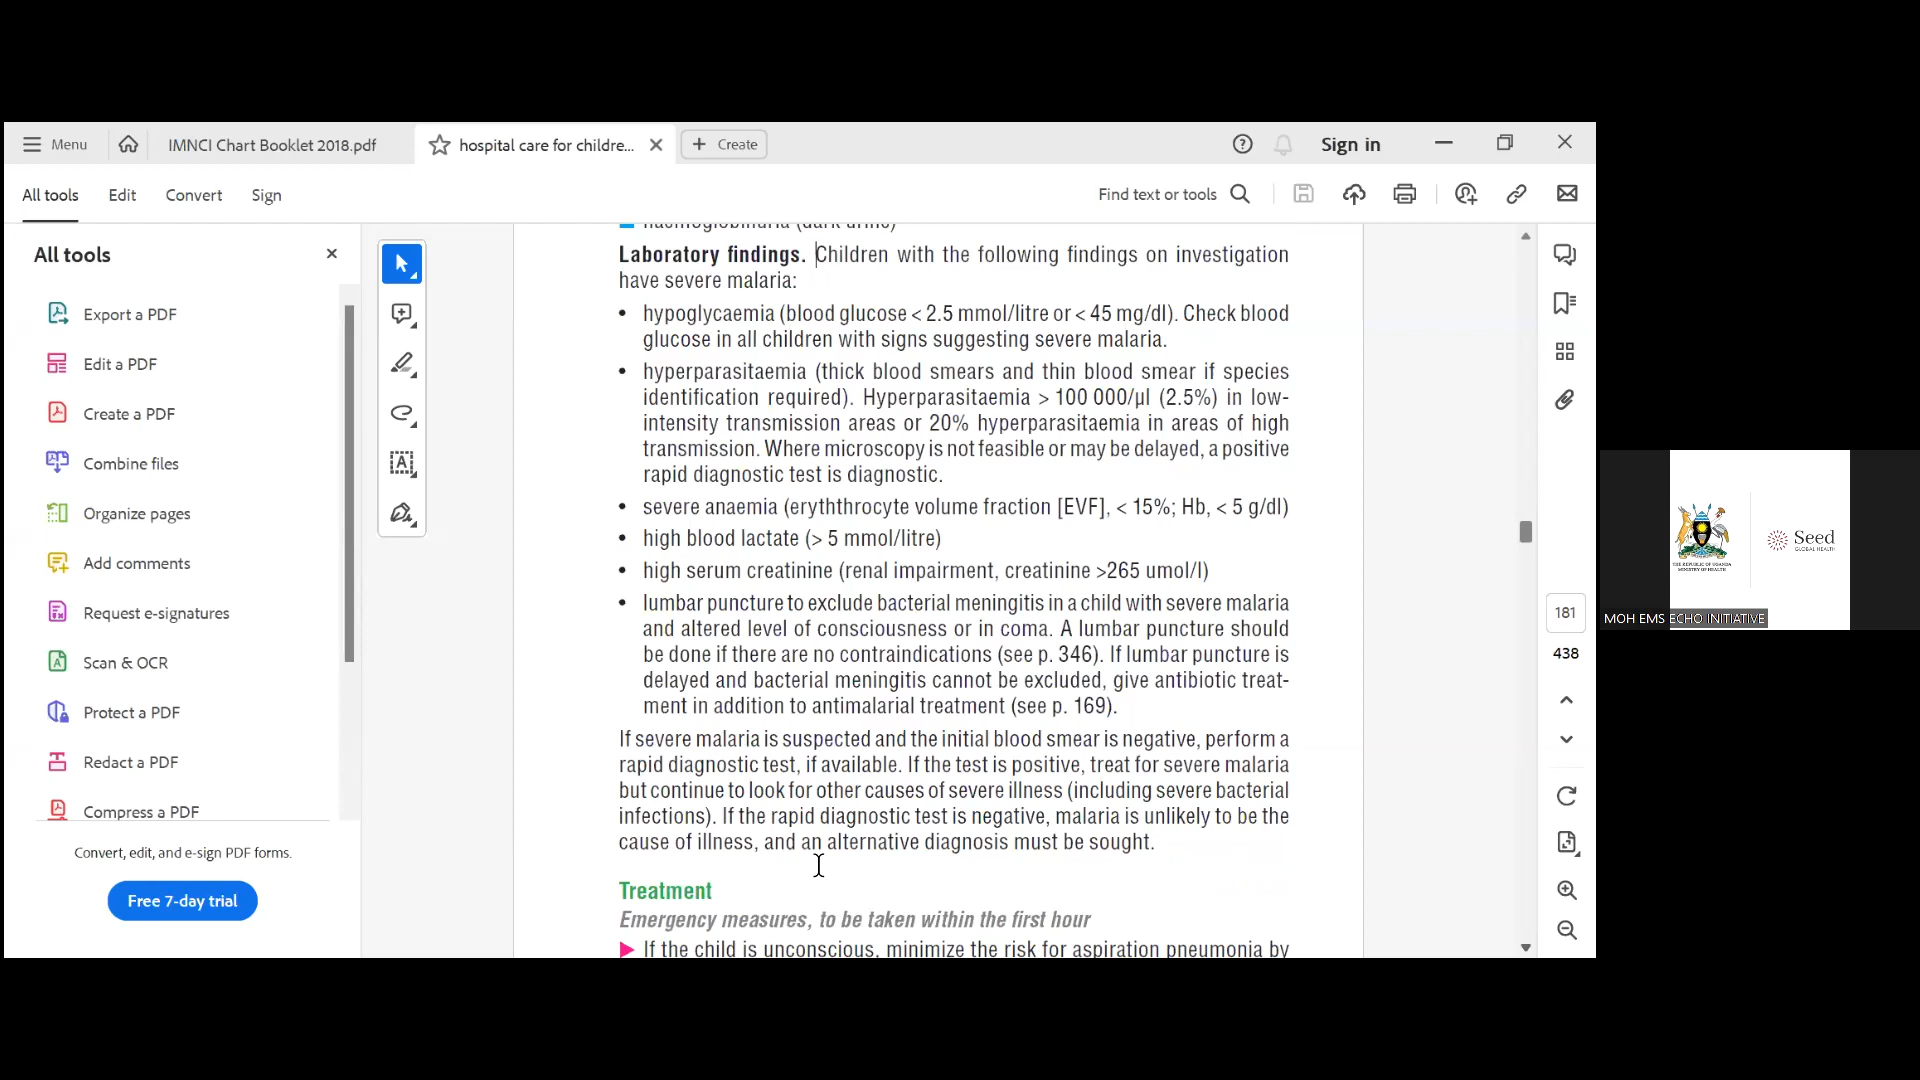 Menu
IMNCI Chart Booklet 2018.pdf
hospital care for childre...
Create
Sign in
All tools
Edit
Convert
Sign
Find text or tools
All tools
Export a PDF
Edit a PDF
Create a PDF
Combine files
Organize pages
Add comments
Request e-signatures
Scan & OCR
Protect a PDF
Redact a PDF
Compress a PDF
Convert, edit, and e-sign PDF forms.
Free 7-day trial
haemoglobinuria (dark urine)
Laboratory findings. Children with the following findings on investigation
have severe malaria:
• hypoglycaemia (blood glucose < 2.5 mmol/litre or < 45 mg/dl). Check blood
glucose in all children with signs suggesting severe malaria.
• hyperparasitaemia (thick blood smears and thin blood smear if species
identification required). Hyperparasitaemia > 100 000/µl (2.5%) in low-
intensity transmission areas or 20% hyperparasitaemia in areas of high
transmission. Where microscopy is not feasible or may be delayed, a positive
rapid diagnostic test is diagnostic.
• severe anaemia (eryththrocyte volume fraction [EVF], < 15%; Hb, < 5 g/dl)
• high blood lactate (> 5 mmol/litre)
• high serum creatinine (renal impairment, creatinine >265 umol/l)
• lumbar puncture to exclude bacterial meningitis in a child with severe malaria
and altered level of consciousness or in coma. A lumbar puncture should
be done if there are no contraindications (see p. 346). If lumbar puncture is
delayed and bacterial meningitis cannot be excluded, give antibiotic treat-
ment in addition to antimalarial treatment (see p. 169).
If severe malaria is suspected and the initial blood smear is negative, perform a
rapid diagnostic test, if available. If the test is positive, treat for severe malaria
but continue to look for other causes of severe illness (including severe bacterial
infections). If the rapid diagnostic test is negative, malaria is unlikely to be the
cause of illness, and an alternative diagnosis must be sought.
Treatment
Emergency measures, to be taken within the first hour
If the child is unconscious, minimize the risk for aspiration pneumonia by
181
438
THE REPUBLIC OF UGANDA
MINISTRY OF HEALTH
Seed
GLOBAL HEALTH
MOH EMS ECHO INITIATIVE